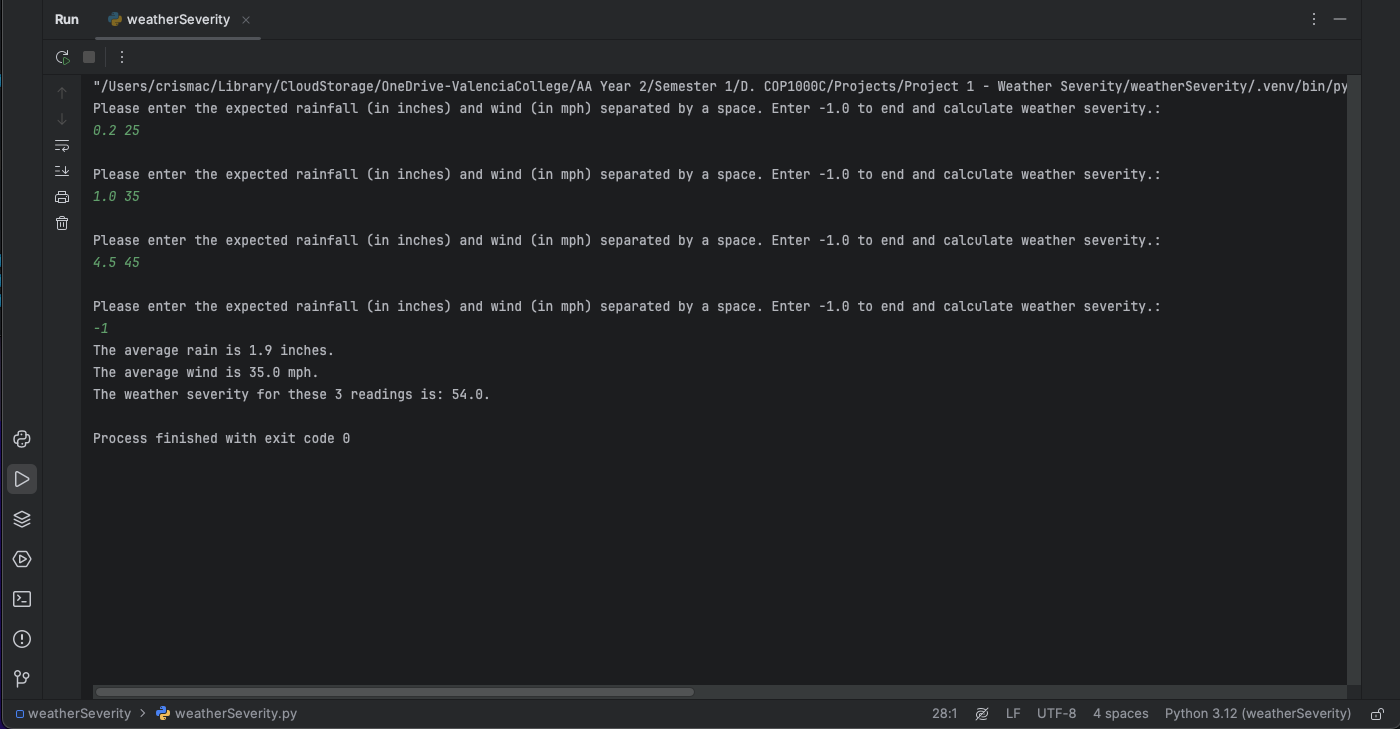 Run weatherSeverity
"/Users/crismac/Library/CloudStorage/OneDrive-ValenciaCollege/AA Year 2/Semester 1/D. COP1000C/Projects/Project 1 - Weather Severity/weatherSeverity/.venv/bin/py
Please enter the expected rainfall (in inches) and wind (in mph) separated by a space. Enter -1.0 to end and calculate weather severity.:
0.2 25
Please enter the expected rainfall (in inches) and wind (in mph) separated by a space. Enter -1.0 to end and calculate weather severity.:
1.0 35
Please enter the expected rainfall (in inches) and wind (in mph) separated by a space. Enter -1.0 to end and calculate weather severity.:
4.5 45
Please enter the expected rainfall (in inches) and wind (in mph) separated by a space. Enter -1.0 to end and calculate weather severity.:
-1
The average rain is 1.9 inches.
The average wind is 35.0 mph.
The weather severity for these 3 readings is: 54.0.
Process finished with exit code 0
weatherSeverity > weatherSeverity.py 28:1 LF UTF-8 4 spaces Python 3.12 (weatherSeverity)